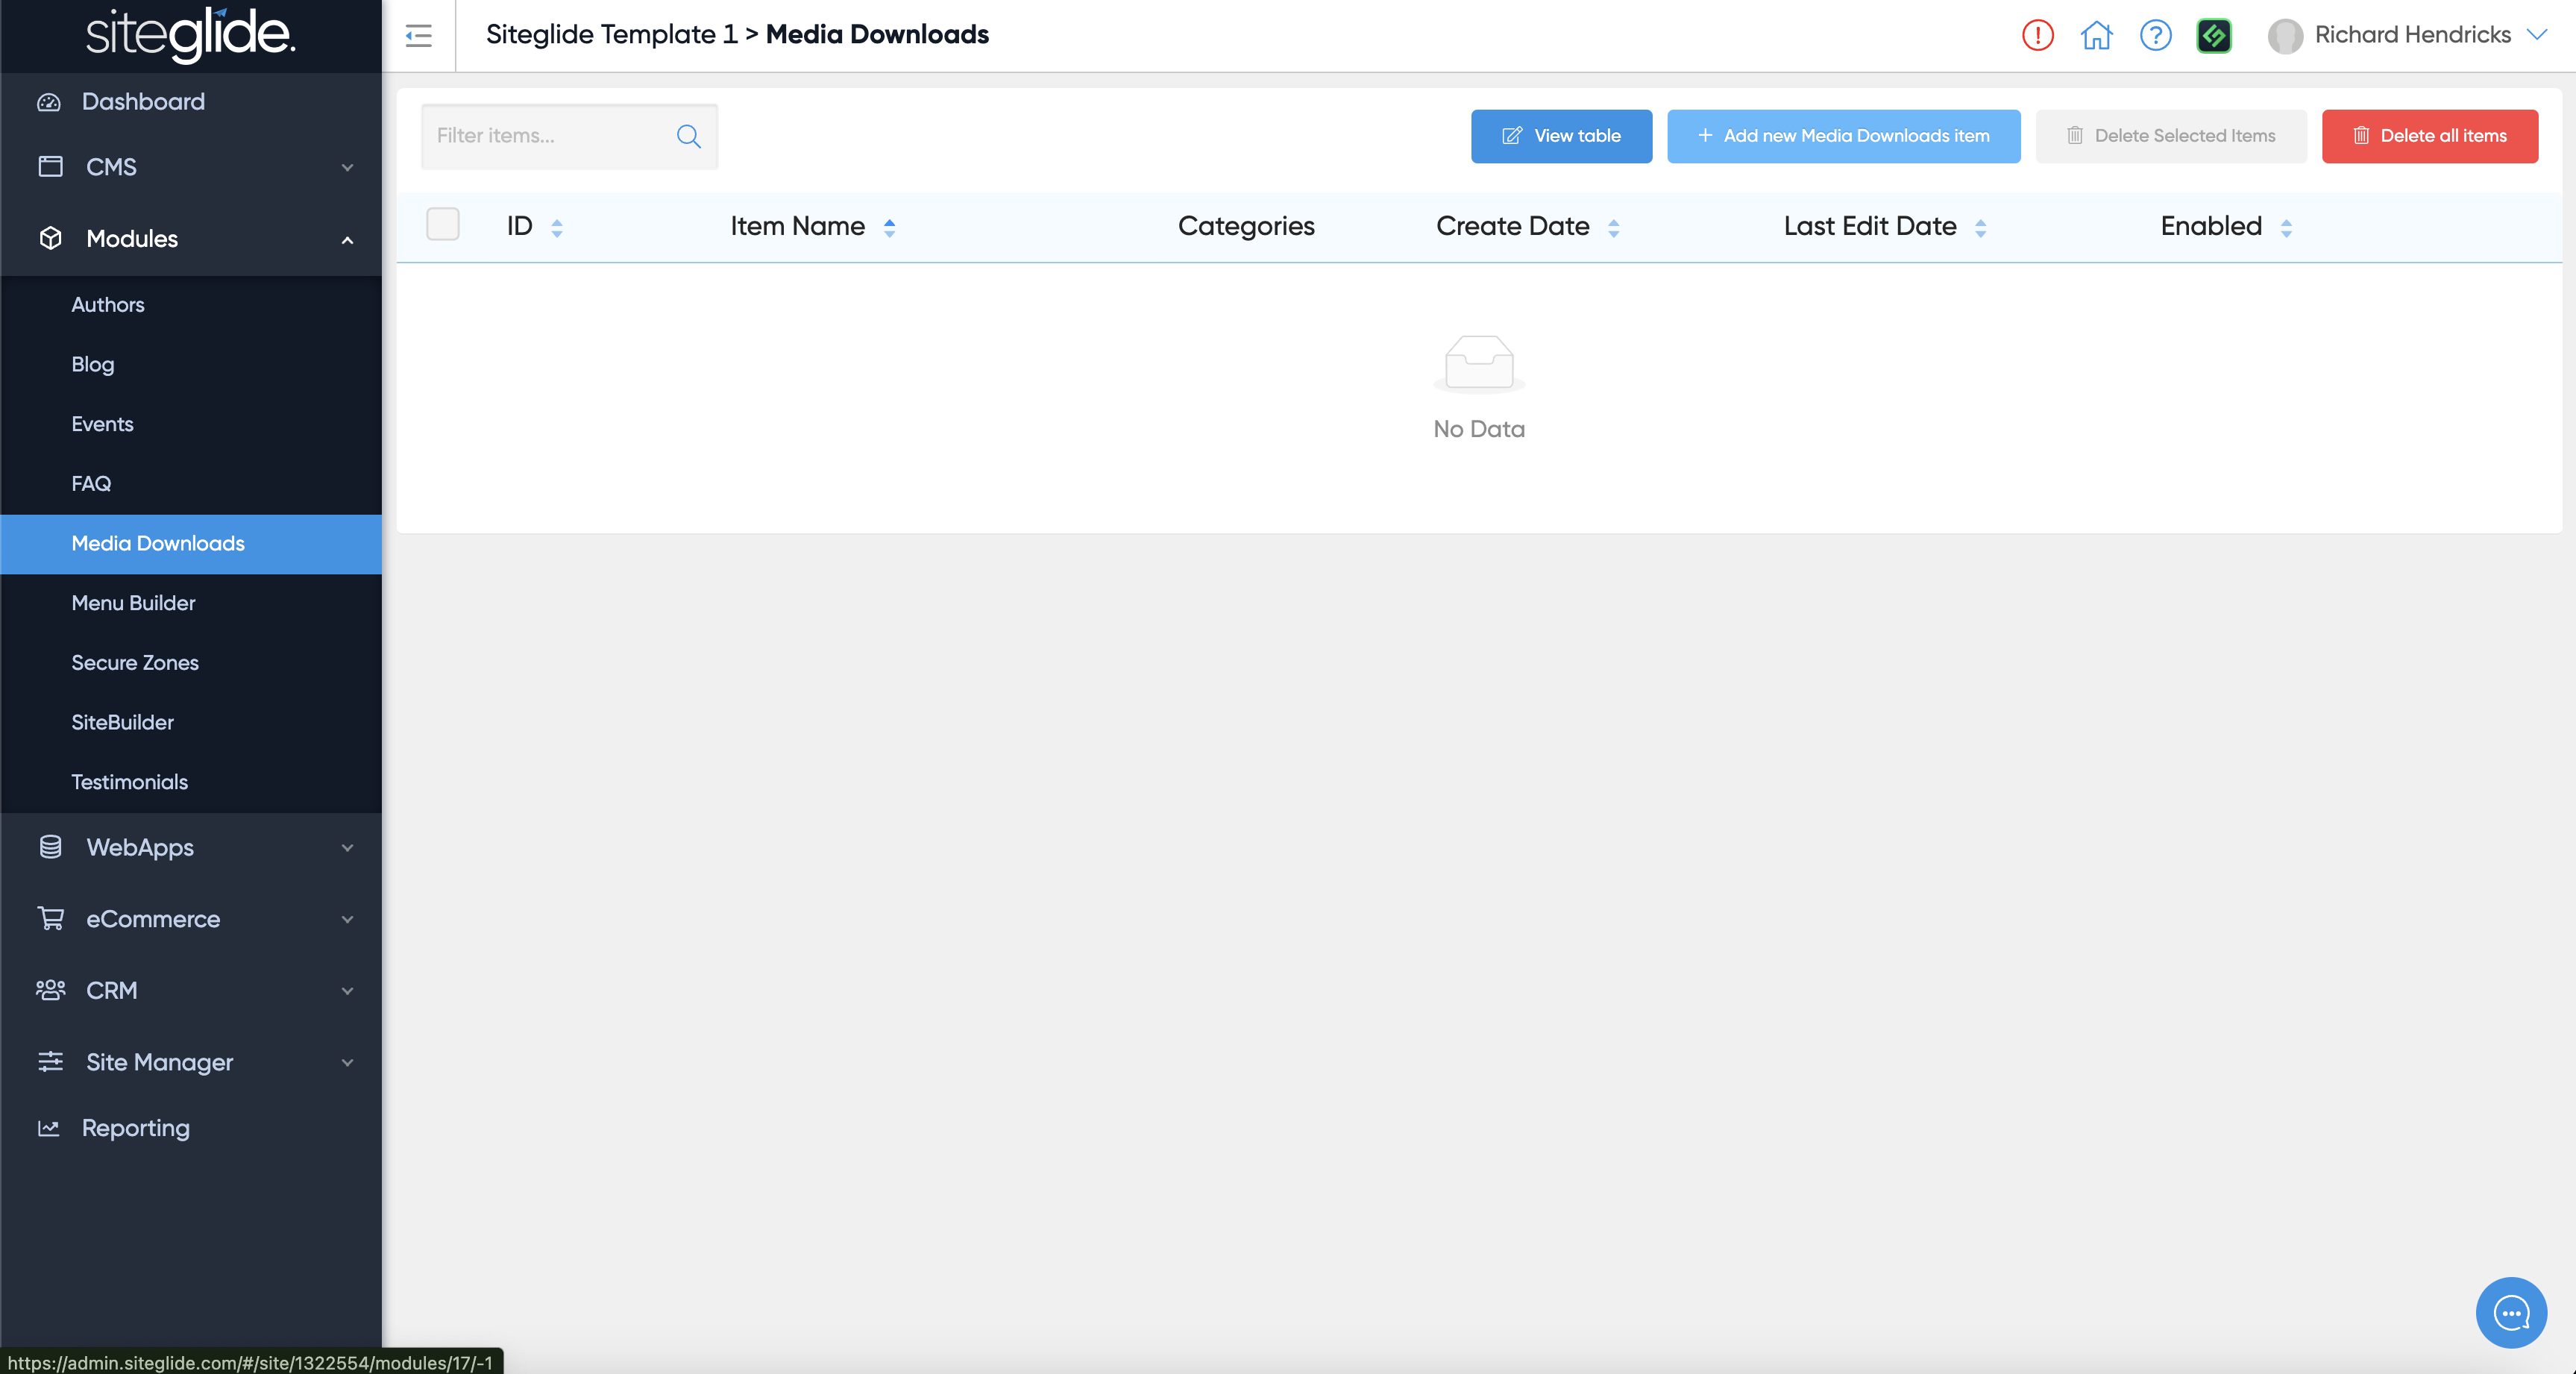 siteglide.
Siteglide Template 1 > Media Downloads
Richard Hendricks
Dashboard
CMS
Modules
Authors
Blog
Events
FAQ
Media Downloads
Menu Builder
Secure Zones
SiteBuilder
Testimonials
WebApps
eCommerce
CRM
Site Manager
Reporting
Filter items...
View table
+ Add new Media Downloads item
Delete Selected Items
Delete all items
ID
Item Name
Categories
Create Date
Last Edit Date
Enabled
No Data
https://admin.siteglide.com/#/site/1322554/modules/17/-1